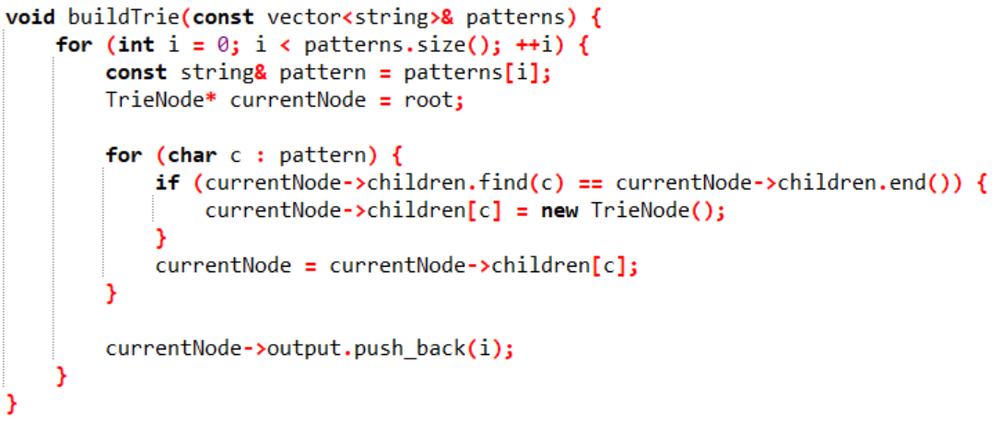 void buildTrie(const vector<string>& patterns) {
    for (int i = 0; i < patterns.size(); ++i) {
        const string& pattern = patterns[i];
        TrieNode* currentNode = root;

        for (char c : pattern) {
            if (currentNode->children.find(c) == currentNode->children.end()) {
                currentNode->children[c] = new TrieNode();
            }
            currentNode = currentNode->children[c];
        }

        currentNode->output.push_back(i);
    }
}